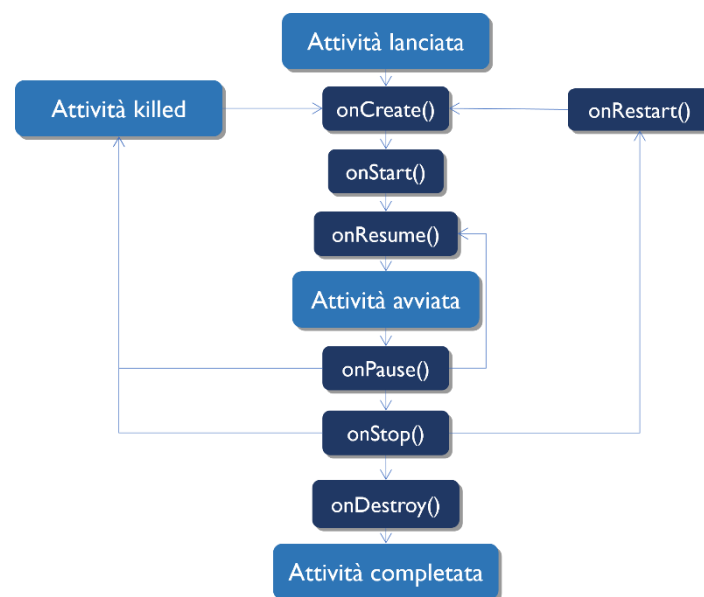 Attività lanciata
Attività killed
onCreate()
onRestart()
onStart()
onResume()
Attività avviata
onPause()
onStop()
onDestroy()
Attività completata